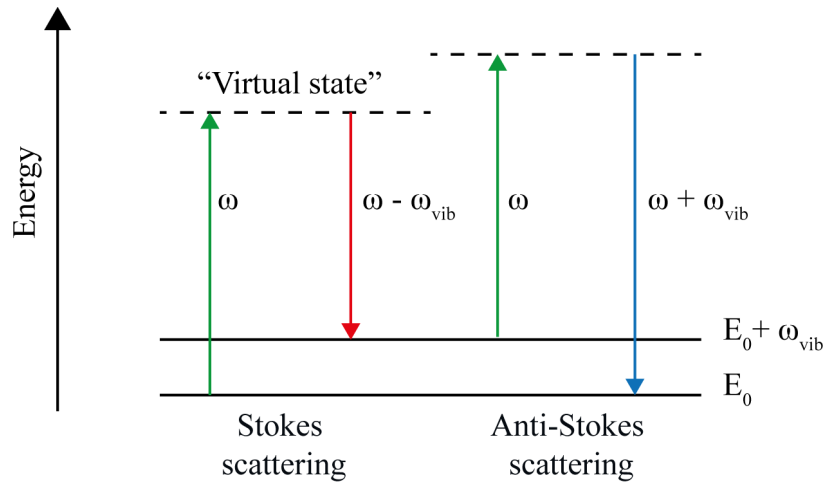 Energy
“Virtual state”
ω
ω - ωvib
ω
ω + ωvib
E0 + ωvib
E0
Stokes
scattering
Anti-Stokes
scattering